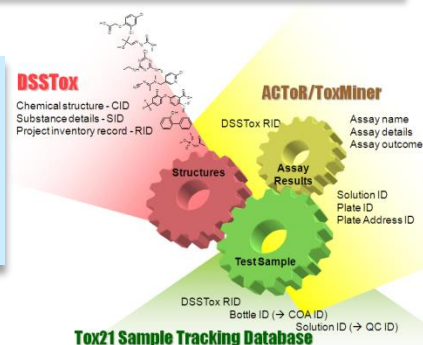 DSSTox
Chemical structure - CID
Substance details - SID
Project inventory record - RID
ACToR/ToxMiner
DSSTox RID
Assay name
Assay details
Assay outcome
Structures
Assay
Results
Solution ID
Plate ID
Plate Address ID
Test Sample
DSSTox RID
Bottle ID (→ COA ID)
Solution ID (→ QC ID)
Tox21 Sample Tracking Database